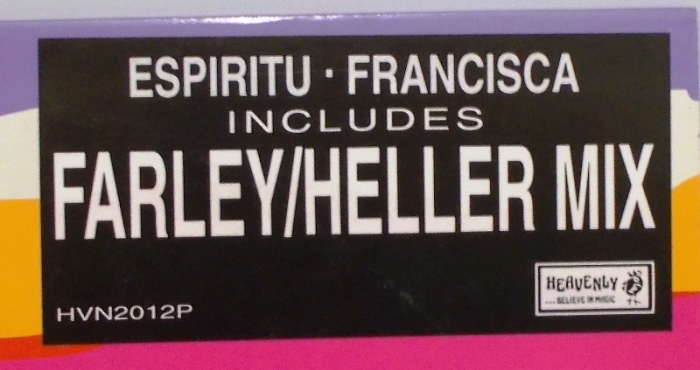 ESPIRITU · FRANCISCA
INCLUDES
FARLEY/HELLER MIX
HEAVENLY
...BELIEVE IN MAGIC
HVN2012P